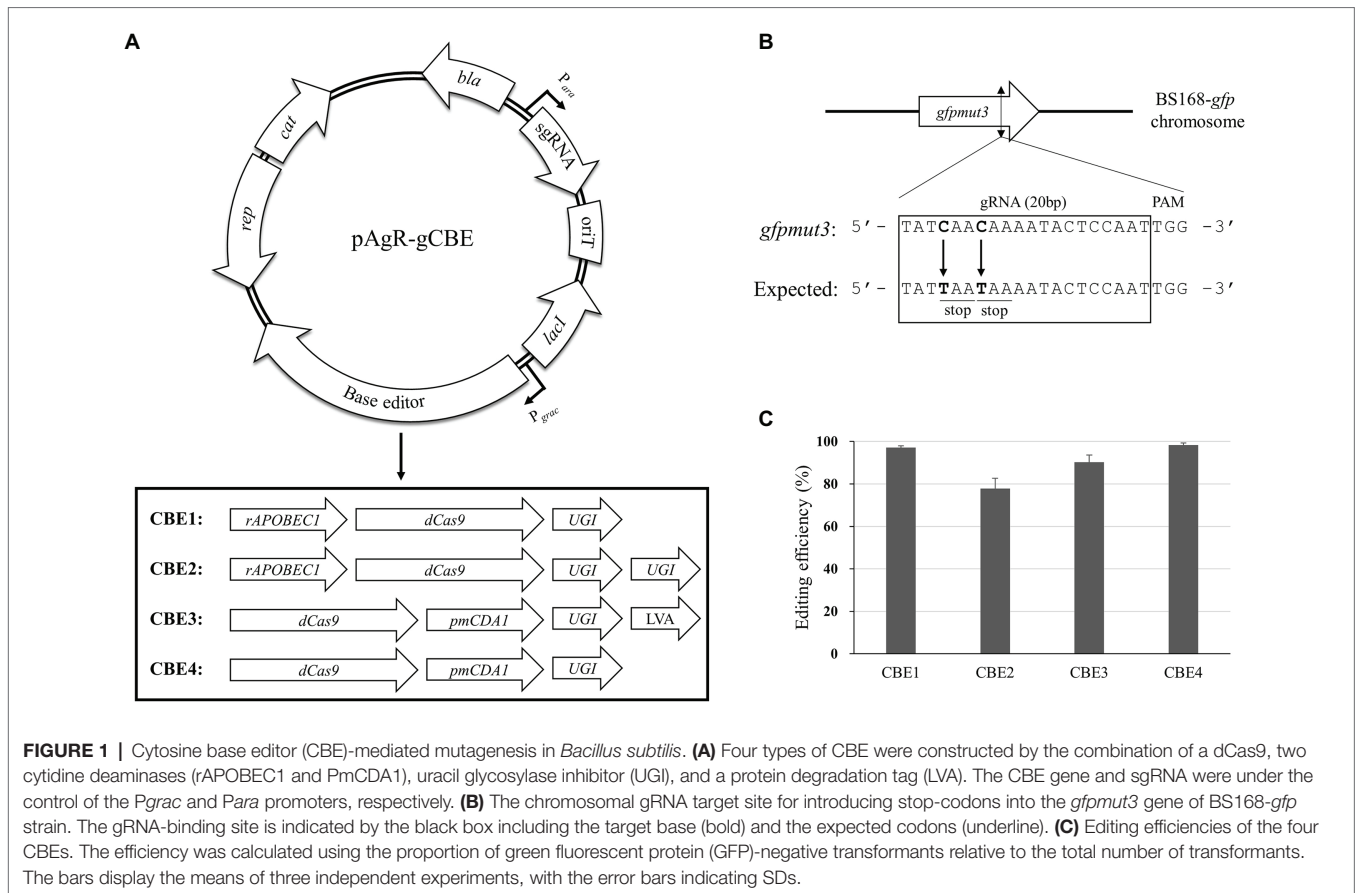 A
bla
P ara
sgRNA
oriT
lacI
P grac
Base editor
rep
cat
pAgR-gCBE
CBE1: rAPOBEC1 dCas9 UGI
CBE2: rAPOBEC1 dCas9 UGI UGI
CBE3: dCas9 pmCDA1 UGI LVA
CBE4: dCas9 pmCDA1 UGI
B
gfpmut3
BS168-gfp
chromosome
gRNA (20bp) PAM
gfpmut3: 5′ - TATCAACAAAATACTCCAATTGG -3′
Expected: 5′ - TATTAATAAAATACTCCAATTGG -3′
stop stop
C
Editing efficiency (%)
100
80
60
40
20
0
CBE1 CBE2 CBE3 CBE4
FIGURE 1 | Cytosine base editor (CBE)-mediated mutagenesis in Bacillus subtilis. (A) Four types of CBE were constructed by the combination of a dCas9, two
cytidine deaminases (rAPOBEC1 and PmCDA1), uracil glycosylase inhibitor (UGI), and a protein degradation tag (LVA). The CBE gene and sgRNA were under the
control of the Pgrac and Para promoters, respectively. (B) The chromosomal gRNA target site for introducing stop-codons into the gfpmut3 gene of BS168-gfp
strain. The gRNA-binding site is indicated by the black box including the target base (bold) and the expected codons (underline). (C) Editing efficiencies of the four
CBEs. The efficiency was calculated using the proportion of green fluorescent protein (GFP)-negative transformants relative to the total number of transformants.
The bars display the means of three independent experiments, with the error bars indicating SDs.